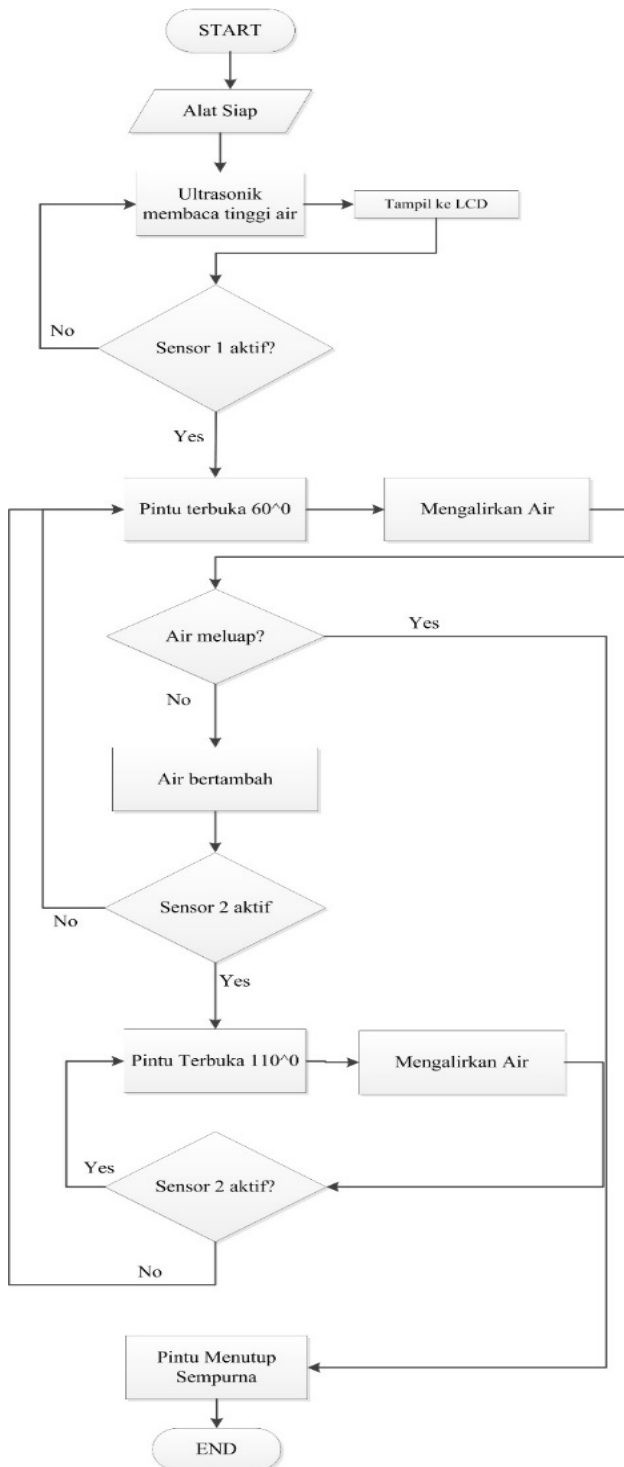 START
Alat Siap
Ultrasonik
membaca tinggi air
Tampil ke LCD
No
Sensor 1 aktif?
Yes
Pintu terbuka 60^0
Mengalirkan Air
Air meluap?
Yes
No
Air bertambah
Sensor 2 aktif
No
Yes
Pintu Terbuka 110^0
Mengalirkan Air
Yes
Sensor 2 aktif?
No
Pintu Menutup
Sempurna
END